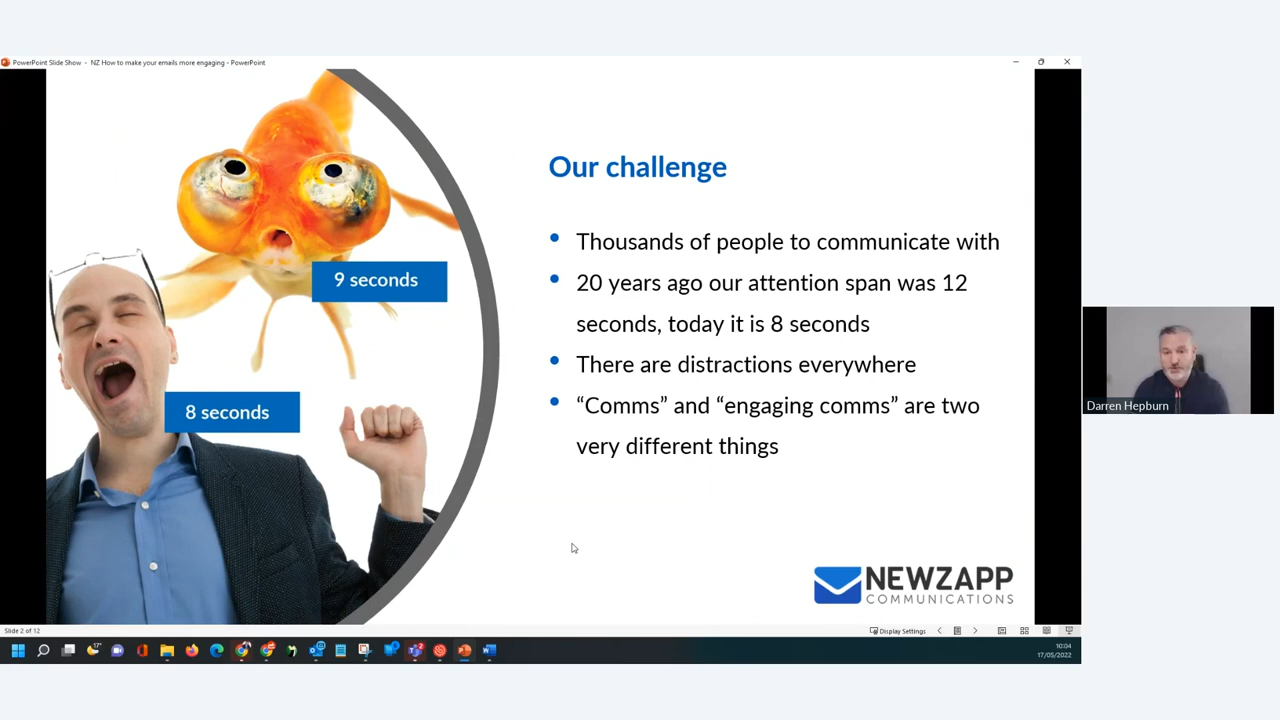 PowerPoint Slide Show - NZ How to make your emails more engaging - PowerPoint
Our challenge
• Thousands of people to communicate with
• 20 years ago our attention span was 12
seconds, today it is 8 seconds
• There are distractions everywhere
• “Comms” and “engaging comms” are two
very different things
9 seconds
8 seconds
NEWZAPP
COMMUNICATIONS
Darren Hepburn
Slide 2 of 12
Display Settings
10:04
17/05/2022